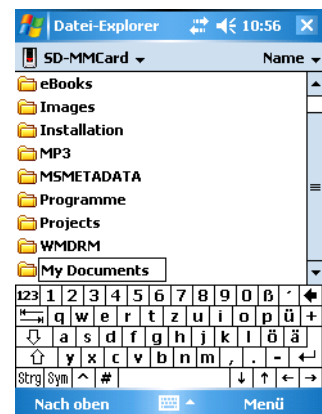 Datei-Explorer 10:56
SD-MMCard Name
eBooks
Images
Installation
MP3
MSMETADATA
Programme
Projects
WMDRM
My Documents
123 1 2 3 4 5 6 7 8 9 0 ß ´
q w e r t z u i o p ü +
a s d f g h j k l ö ä
y x c v b n m , . -
Strg Sym ^ # ↓ ↑ ← →
Nach oben Menü